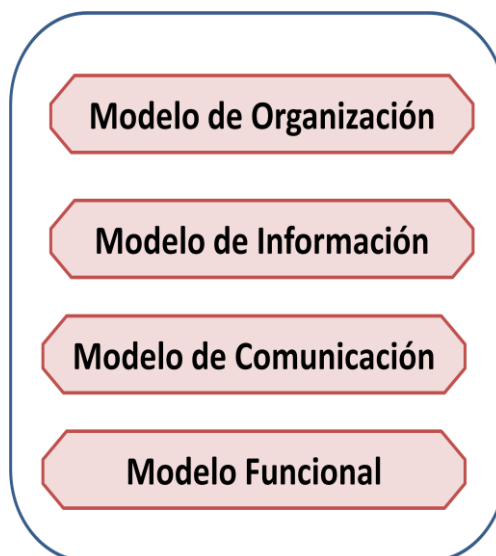 Modelo de Organización
Modelo de Información
Modelo de Comunicación
Modelo Funcional